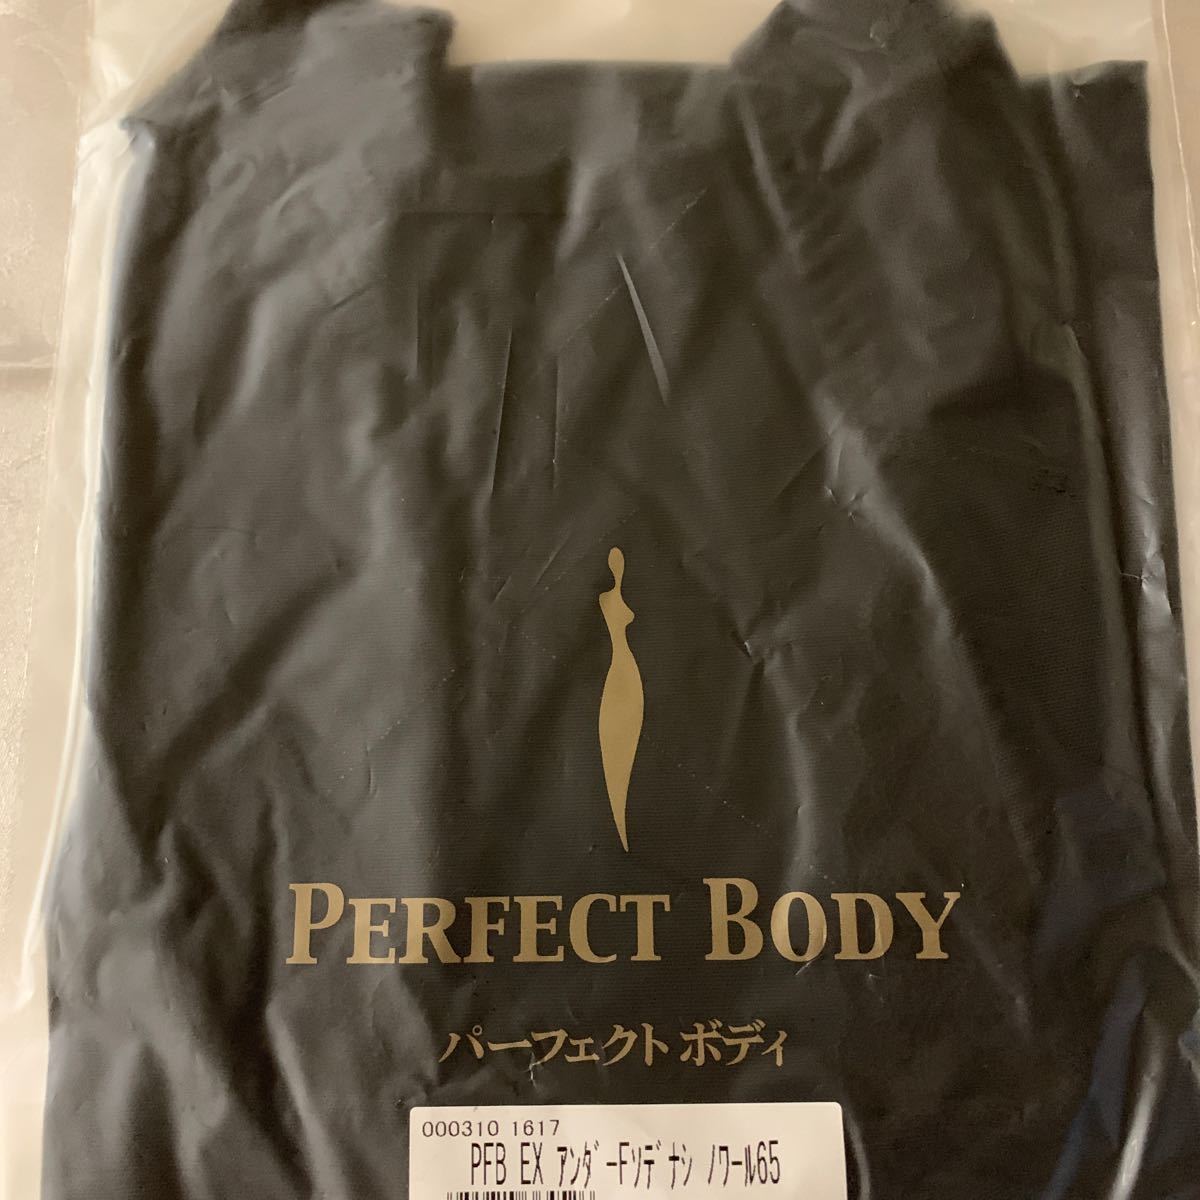 PERFECT BODY
パーフェクト ボディ
000310 1617
PFB EX ｱﾝﾀﾞｰFｿﾃﾞﾅｼ ﾉﾜｰﾙ65